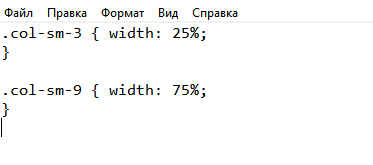 Файл Правка Формат Вид Справка
.col-sm-3 { width: 25%;
}
.col-sm-9 { width: 75%;
}